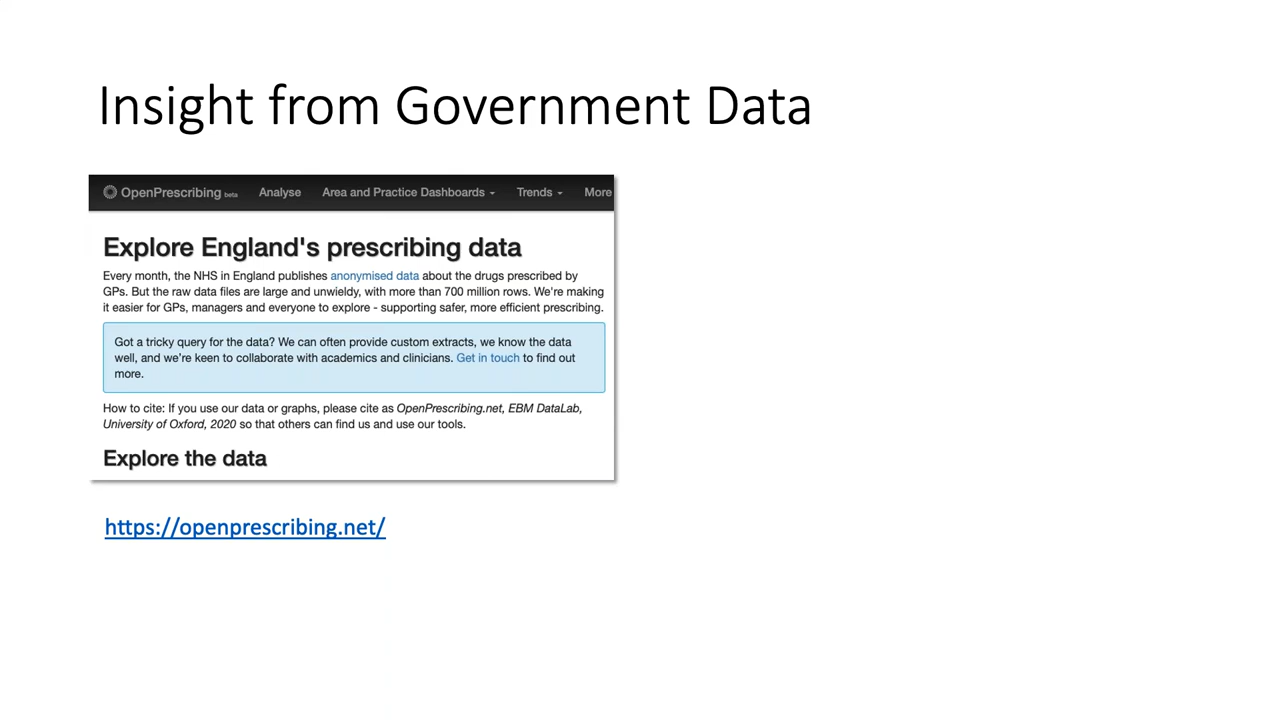 Insight from Government Data
OpenPrescribing beta Analyse Area and Practice Dashboards Trends More
Explore England's prescribing data
Every month, the NHS in England publishes anonymised data about the drugs prescribed by
GPs. But the raw data files are large and unwieldy, with more than 700 million rows. We're making
it easier for GPs, managers and everyone to explore - supporting safer, more efficient prescribing.
Got a tricky query for the data? We can often provide custom extracts, we know the data
well, and we're keen to collaborate with academics and clinicians. Get in touch to find out
more.
How to cite: If you use our data or graphs, please cite as OpenPrescribing.net, EBM DataLab,
University of Oxford, 2020 so that others can find us and use our tools.
Explore the data
https://openprescribing.net/